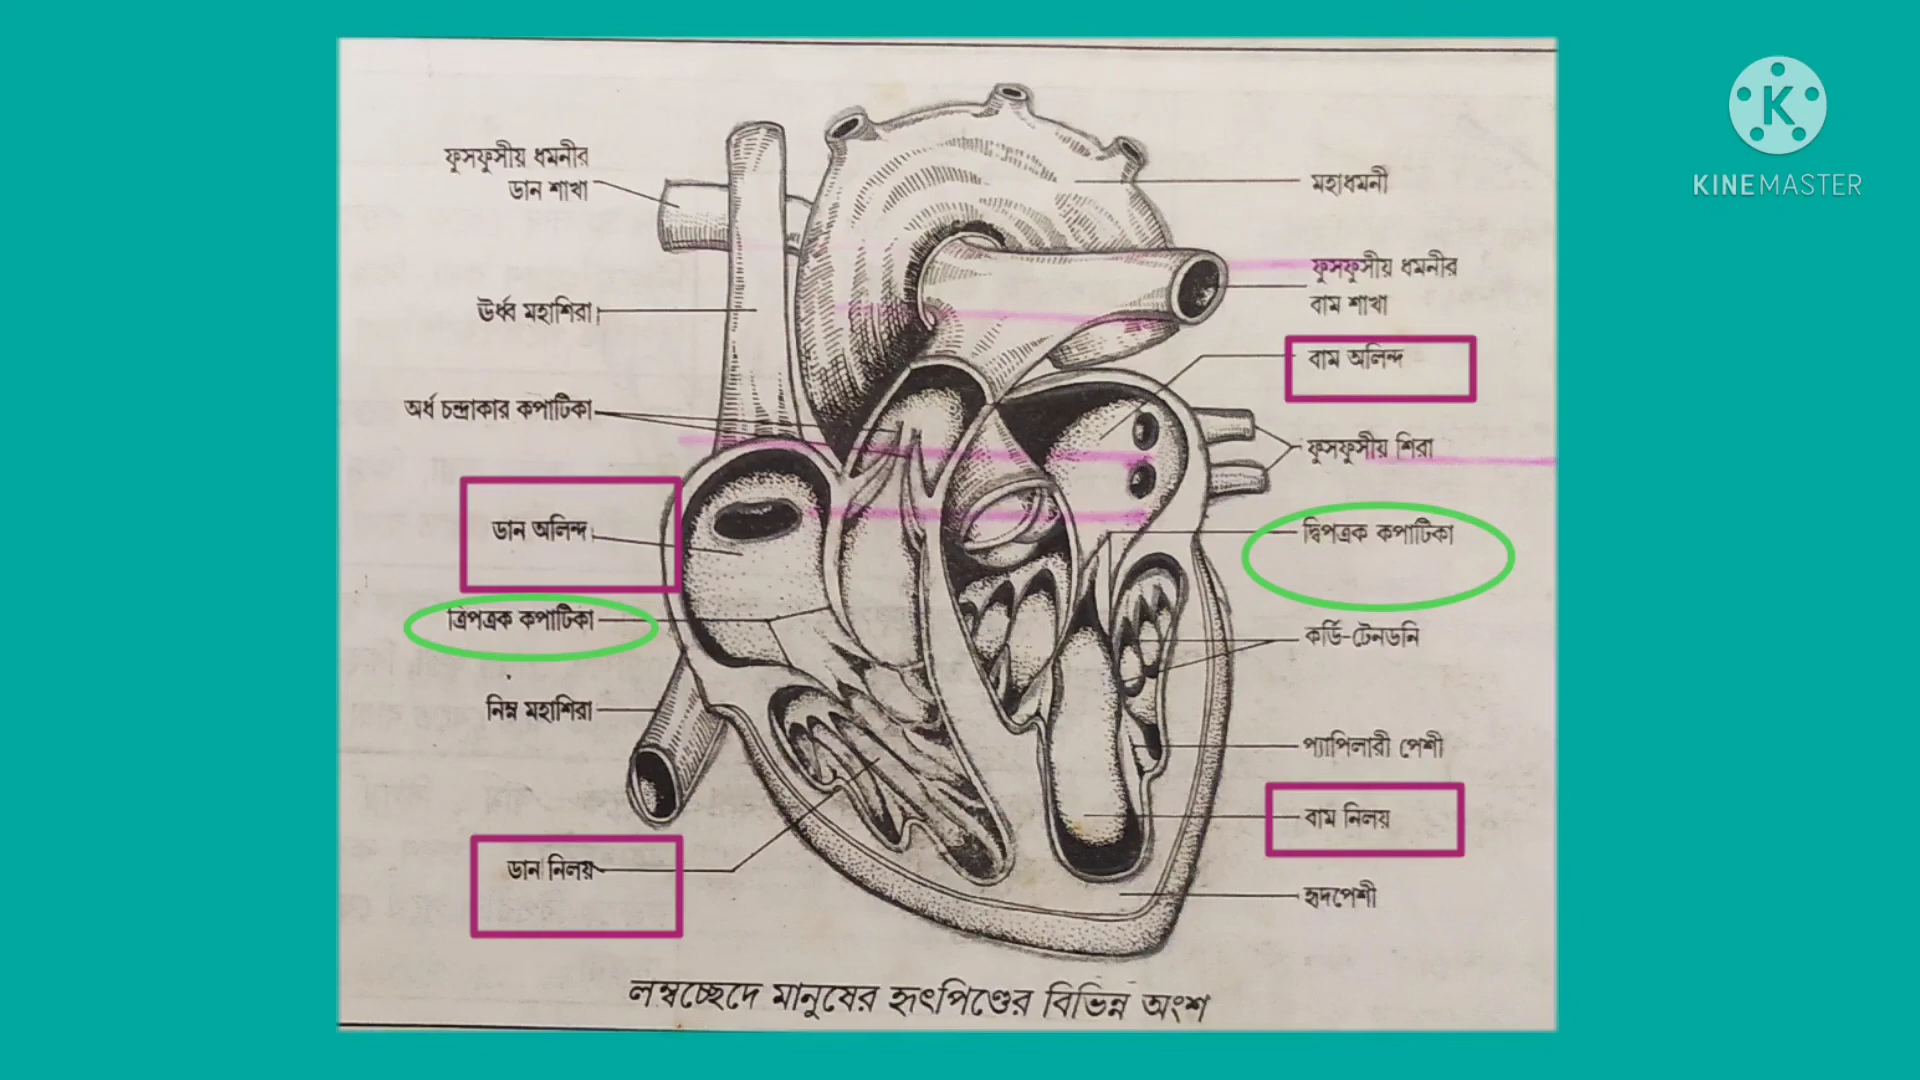 ফুসফুসীয় ধমনীর
ডান শাখা
ঊর্ধ্ব মহাশিরা
অর্ধ চন্দ্রাকার কপাটিকা
ডান অলিন্দ
ত্রিপত্রক কপাটিকা
নিম্ন মহাশিরা
ডান নিলয়
মহাধমনী
ফুসফুসীয় ধমনীর
বাম শাখা
বাম অলিন্দ
ফুসফুসীয় শিরা
দ্বিপত্রক কপাটিকা
কর্ডি-টেনডনি
প্যাপিলারী পেশী
বাম নিলয়
হৃদপেশী
লম্বচ্ছেদে মানুষের হৃৎপিণ্ডের বিভিন্ন অংশ
K
KINEMASTER